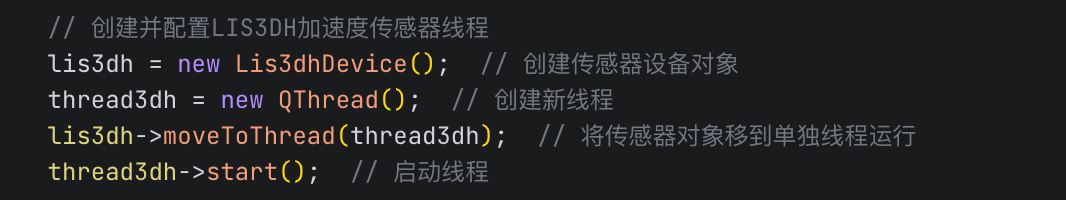 // 创建并配置LIS3DH加速度传感器线程
lis3dh = new Lis3dhDevice();  // 创建传感器设备对象
thread3dh = new QThread();  // 创建新线程
lis3dh->moveToThread(thread3dh);  // 将传感器对象移到单独线程运行
thread3dh->start();  // 启动线程